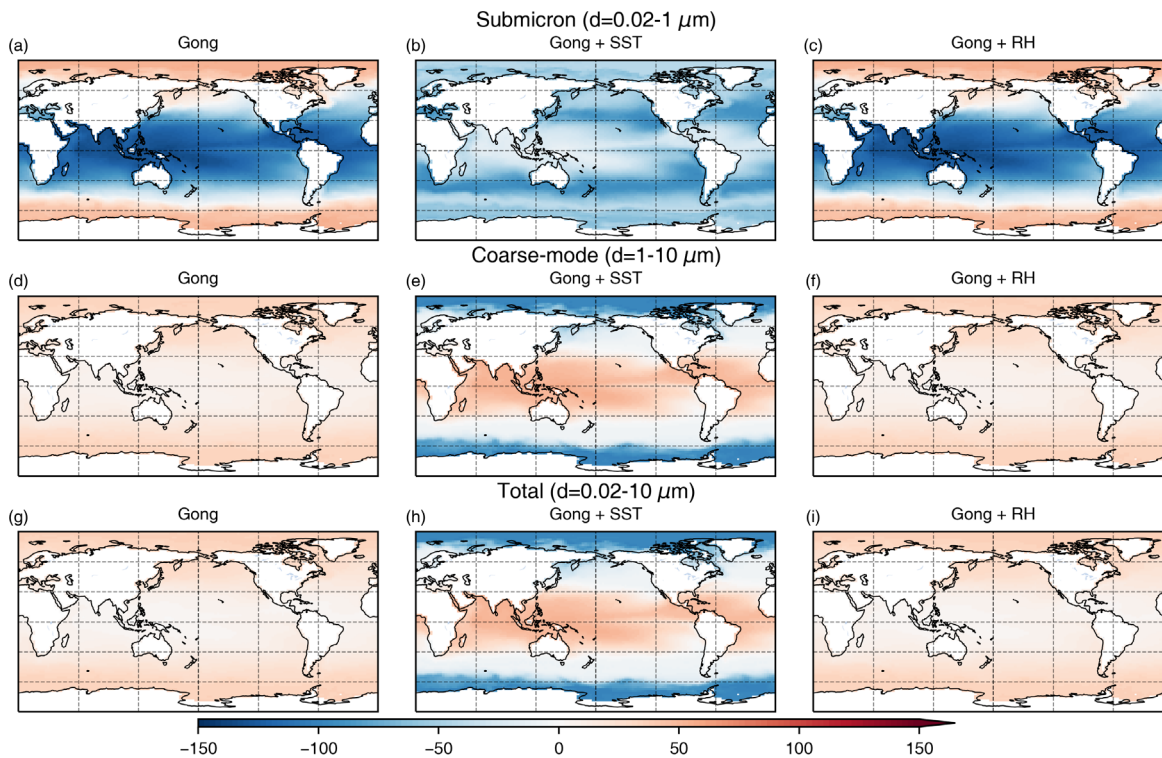 Submicron (d=0.02-1 μm)
(a) Gong (b) Gong + SST (c) Gong + RH
Coarse-mode (d=1-10 μm)
(d) Gong (e) Gong + SST (f) Gong + RH
Total (d=0.02-10 μm)
(g) Gong (h) Gong + SST (i) Gong + RH
−150 −100 −50 0 50 100 150